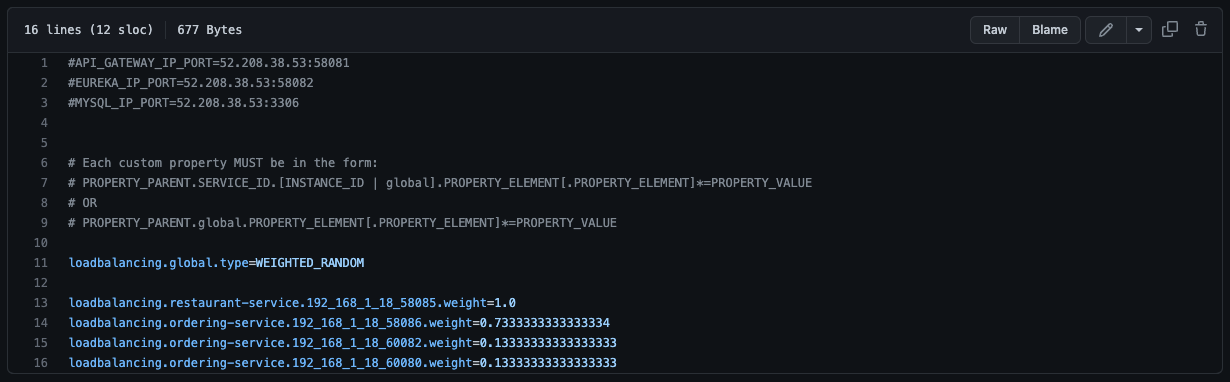 16 lines (12 sloc) 677 Bytes Raw Blame
1 #API_GATEWAY_IP_PORT=52.208.38.53:58081
2 #EUREKA_IP_PORT=52.208.38.53:58082
3 #MYSQL_IP_PORT=52.208.38.53:3306
4
5
6 # Each custom property MUST be in the form:
7 # PROPERTY_PARENT.SERVICE_ID.[INSTANCE_ID | global].PROPERTY_ELEMENT[.PROPERTY_ELEMENT]*=PROPERTY_VALUE
8 # OR
9 # PROPERTY_PARENT.global.PROPERTY_ELEMENT[.PROPERTY_ELEMENT]*=PROPERTY_VALUE
10
11 loadbalancing.global.type=WEIGHTED_RANDOM
12
13 loadbalancing.restaurant-service.192_168_1_18_58085.weight=1.0
14 loadbalancing.ordering-service.192_168_1_18_58086.weight=0.7333333333333334
15 loadbalancing.ordering-service.192_168_1_18_60082.weight=0.13333333333333333
16 loadbalancing.ordering-service.192_168_1_18_60080.weight=0.13333333333333333